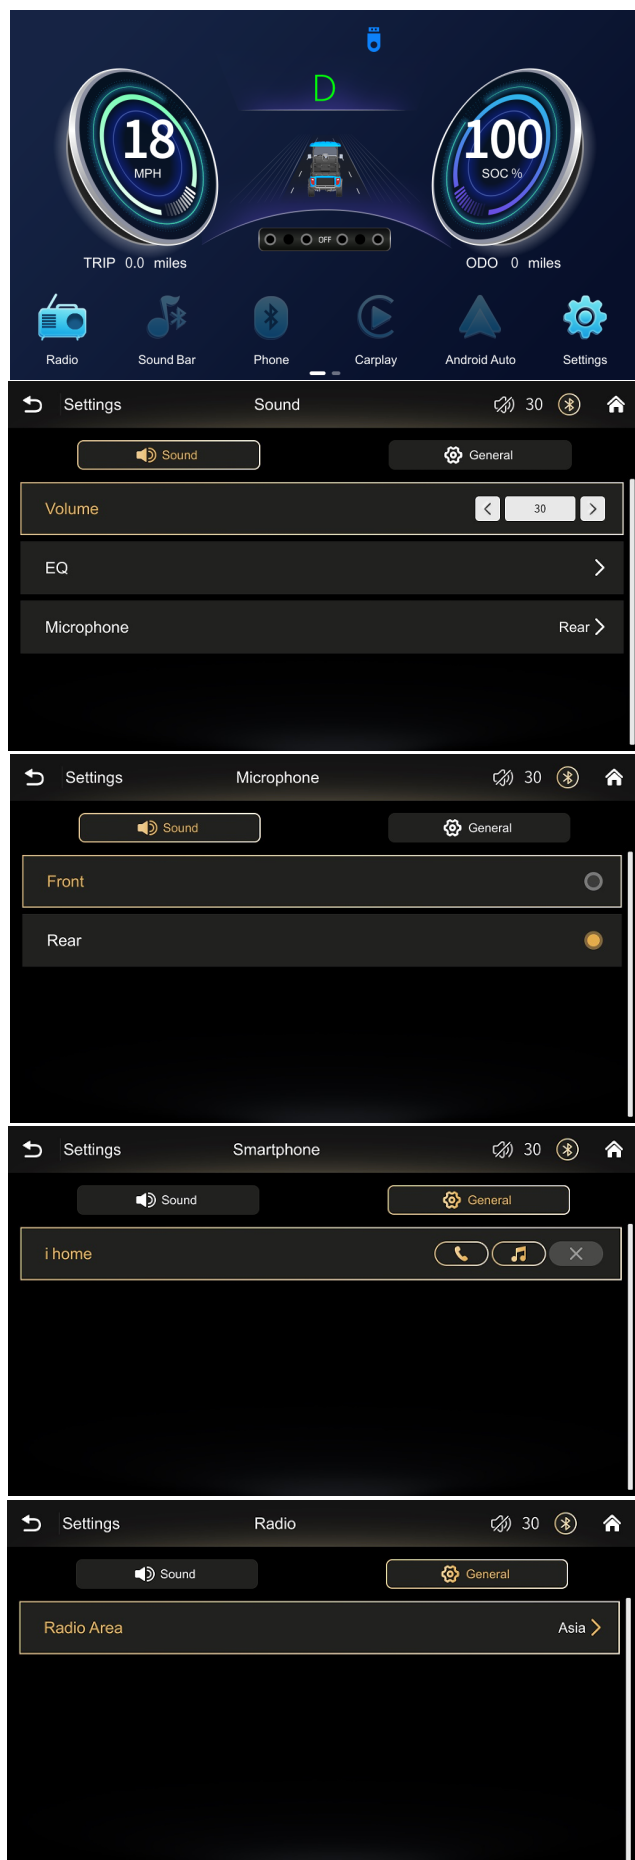 D
18
MPH
100
SOC %
OFF
TRIP 0.0 miles
ODO 0 miles
Radio
Sound Bar
Phone
Carplay
Android Auto
Settings
Settings
Sound
30
Sound
General
Volume
30
EQ
Microphone
Rear
Settings
Microphone
30
Sound
General
Front
Rear
Settings
Smartphone
30
Sound
General
i home
Settings
Radio
30
Sound
General
Radio Area
Asia